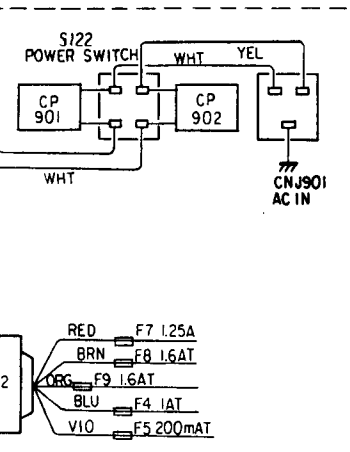 S122
POWER SWITCH
WHT
YEL
CP
901
CP
902
WHT
CNJ901
AC IN
RED F7 1.25A
BRN F8 1.6AT
2
ORG F9 1.6AT
BLU F4 1AT
VIO F5 200mAT